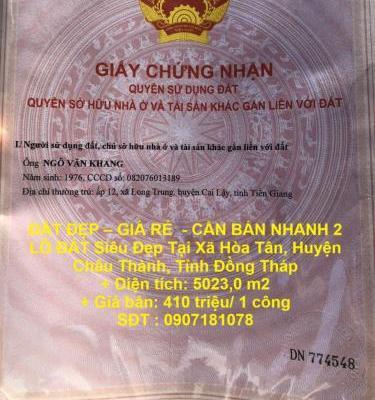 GIẤY CHỨNG NHẬN
QUYỀN SỬ DỤNG ĐẤT
QUYỀN SỞ HỮU NHÀ Ở VÀ TÀI SẢN KHÁC GẮN LIỀN VỚI ĐẤT
I. Người sử dụng đất, chủ sở hữu nhà ở và tài sản khác gắn liền với đất
Ông NGÔ VĂN KHANG
Năm sinh: 1976, CCCD số: 082076013189
Địa chỉ thường trú: ấp 12, xã Long Trung, huyện Cai Lậy, tỉnh Tiền Giang
ĐẤT ĐẸP – GIÁ RẺ - CẦN BÁN NHANH 2
LÔ ĐẤT Siêu Đẹp Tại Xã Hòa Tân, Huyện
Châu Thành, Tỉnh Đồng Tháp
+ Diện tích: 5023,0 m2
+ Giá bán: 410 triệu/ 1 công
SĐT : 0907181078
DN 774548